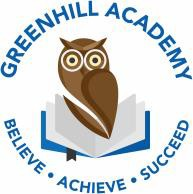 GREENHILL ACADEMY
BELIEVE • ACHIEVE • SUCCEED